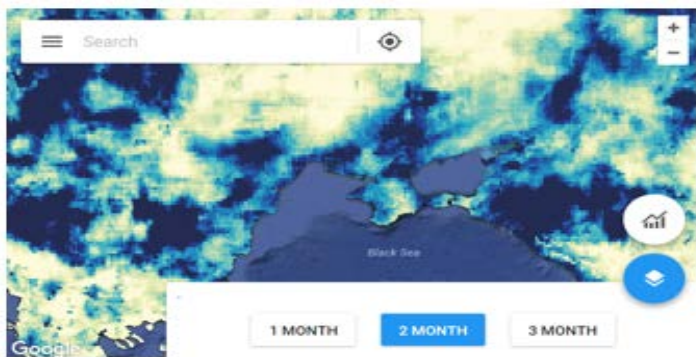 Search
+
−
Black Sea
1 MONTH
2 MONTH
3 MONTH
Google